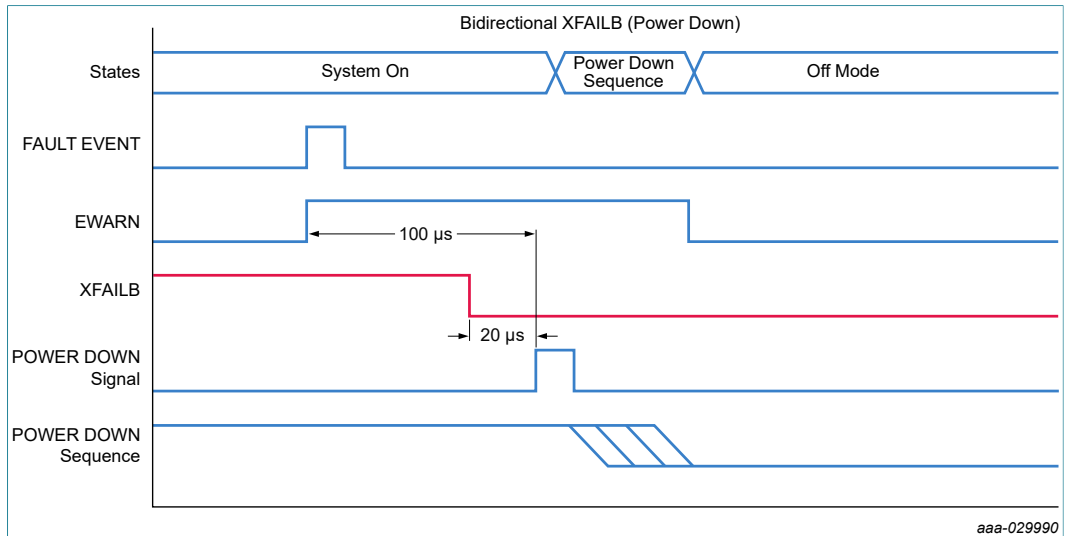 Bidirectional XFAILB (Power Down)
States
System On
Power Down
Sequence
Off Mode
FAULT EVENT
EWARN
100 µs
XFAILB
20 µs
POWER DOWN
Signal
POWER DOWN
Sequence
aaa-029990